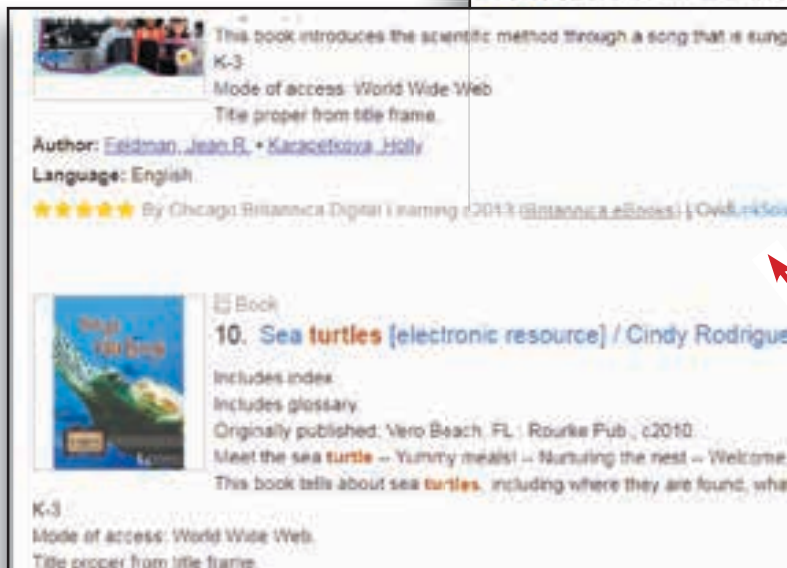 This book introduces the scientific method through a song that is sung
K-3
Mode of access: World Wide Web
Title proper from title frame.
Author: Feldman, Jean R. • Karapetkova, Holly
Language: English
By Chicago Britannica Digital Learning c2013 (Britannica eBooks) |
Book
10. Sea turtles [electronic resource] / Cindy Rodrigue
Includes index.
Includes glossary.
Originally published: Vero Beach, FL : Rourke Pub., c2010.
Meet the sea turtle -- Yummy meals! -- Nurturing the nest -- Welcome
This book tells about sea turtles, including where they are found, wha
K-3
Mode of access: World Wide Web.
Title proper from title frame.